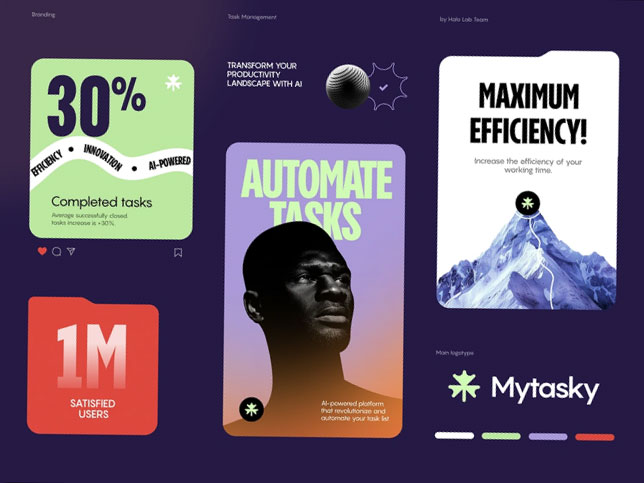 Branding
Task Management
by Halo Lab Team
30%
EFFICIENCY • INNOVATION • AI-POWERED
Completed tasks
Average successfully closed
tasks increase is +30%.
1M
SATISFIED
USERS
TRANSFORM YOUR
PRODUCTIVITY
LANDSCAPE WITH AI
AUTOMATE
TASKS
AI-powered platform
that revolutionize and
automate your task list
MAXIMUM
EFFICIENCY!
Increase the efficiency of your
working time.
Main logotype
Mytasky